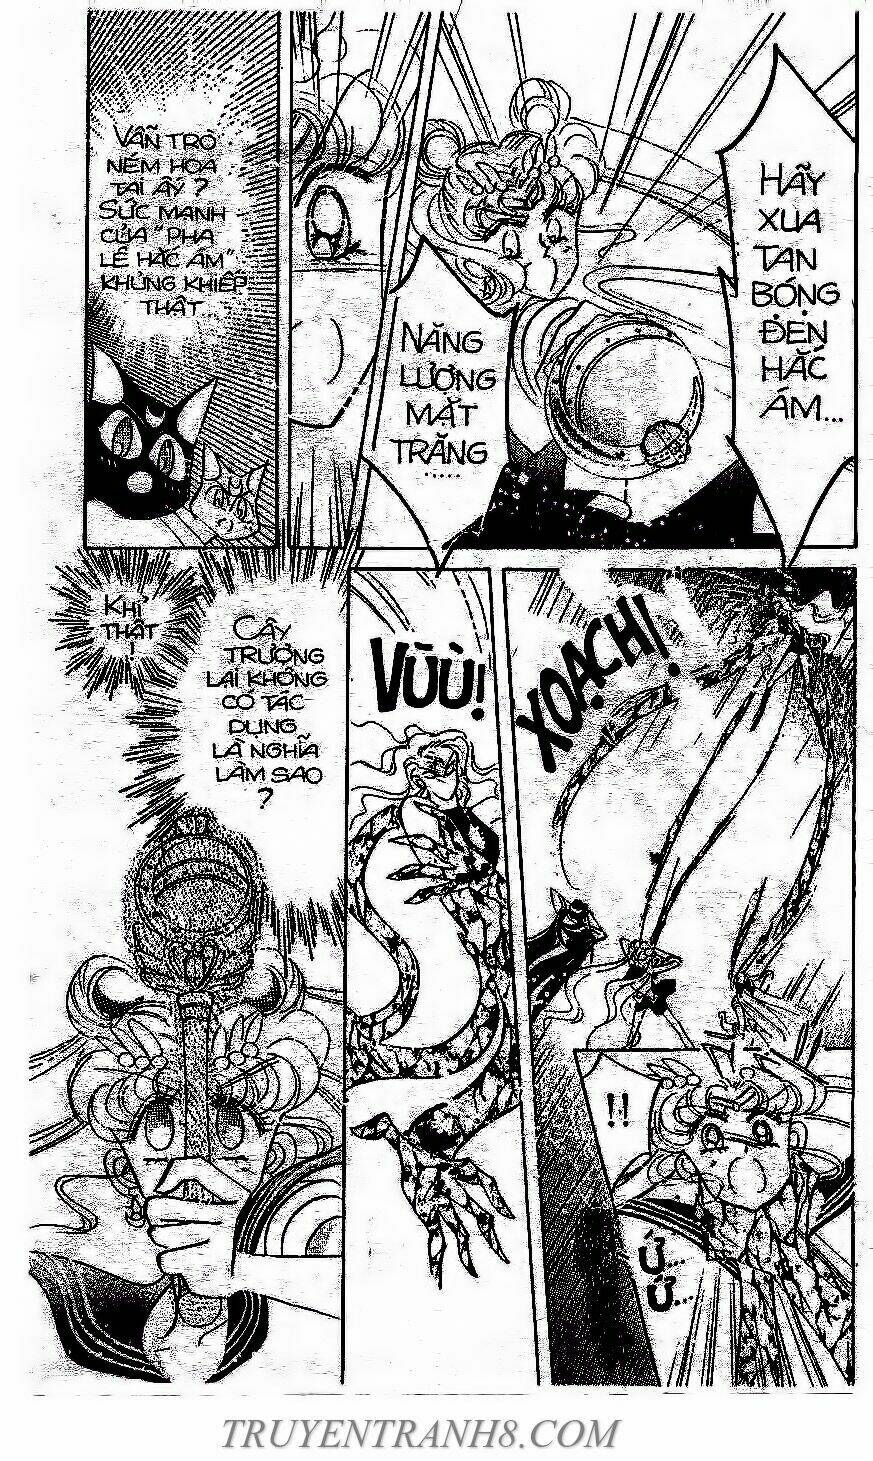 HÃY
XUA
TAN
BÓNG
ĐEN
HẮC
ÁM...
NĂNG
LƯỢNG
MẶT
TRĂNG
.....
VẪN TRÒ
NÉM HỌA
TAI ẤY?
SỨC MẠNH
CỦA "PHA
LÊ HẮC ÁM"
KHỦNG KHIẾP
THẬT...
XOẠCH!
!!
Ứ...
Ư...
VÙÙ!
CÂY
TRƯỢNG
LẠI KHÔNG
CÓ TÁC
DỤNG
LÀ NGHĨA
LÀM SAO
?
KHỈ
THẬT
!
TRUYENTRANH8.COM